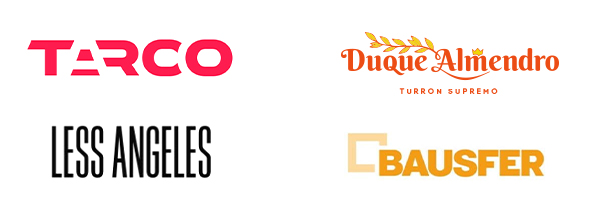 TARCO
Duque Almendro
TURRON SUPREMO
LESS ANGELES
BAUSFER